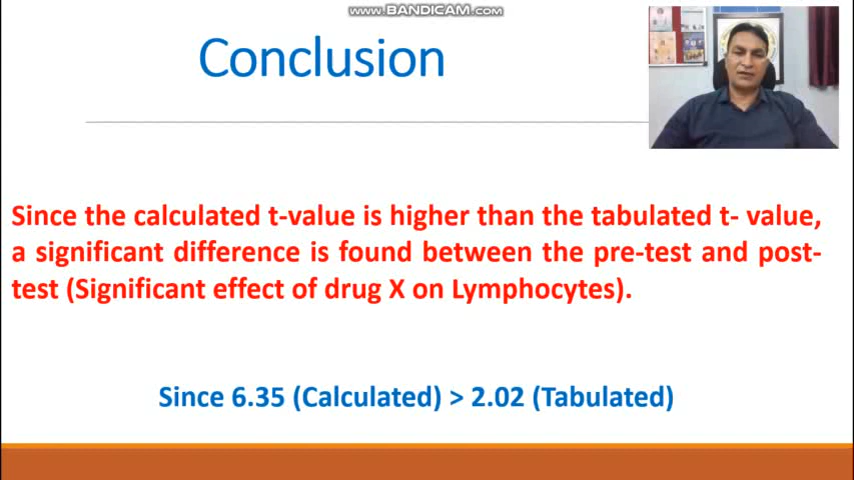 www.BANDICAM.com
Conclusion
Since the calculated t-value is higher than the tabulated t- value,
a significant difference is found between the pre-test and post-
test (Significant effect of drug X on Lymphocytes).
Since 6.35 (Calculated) > 2.02 (Tabulated)